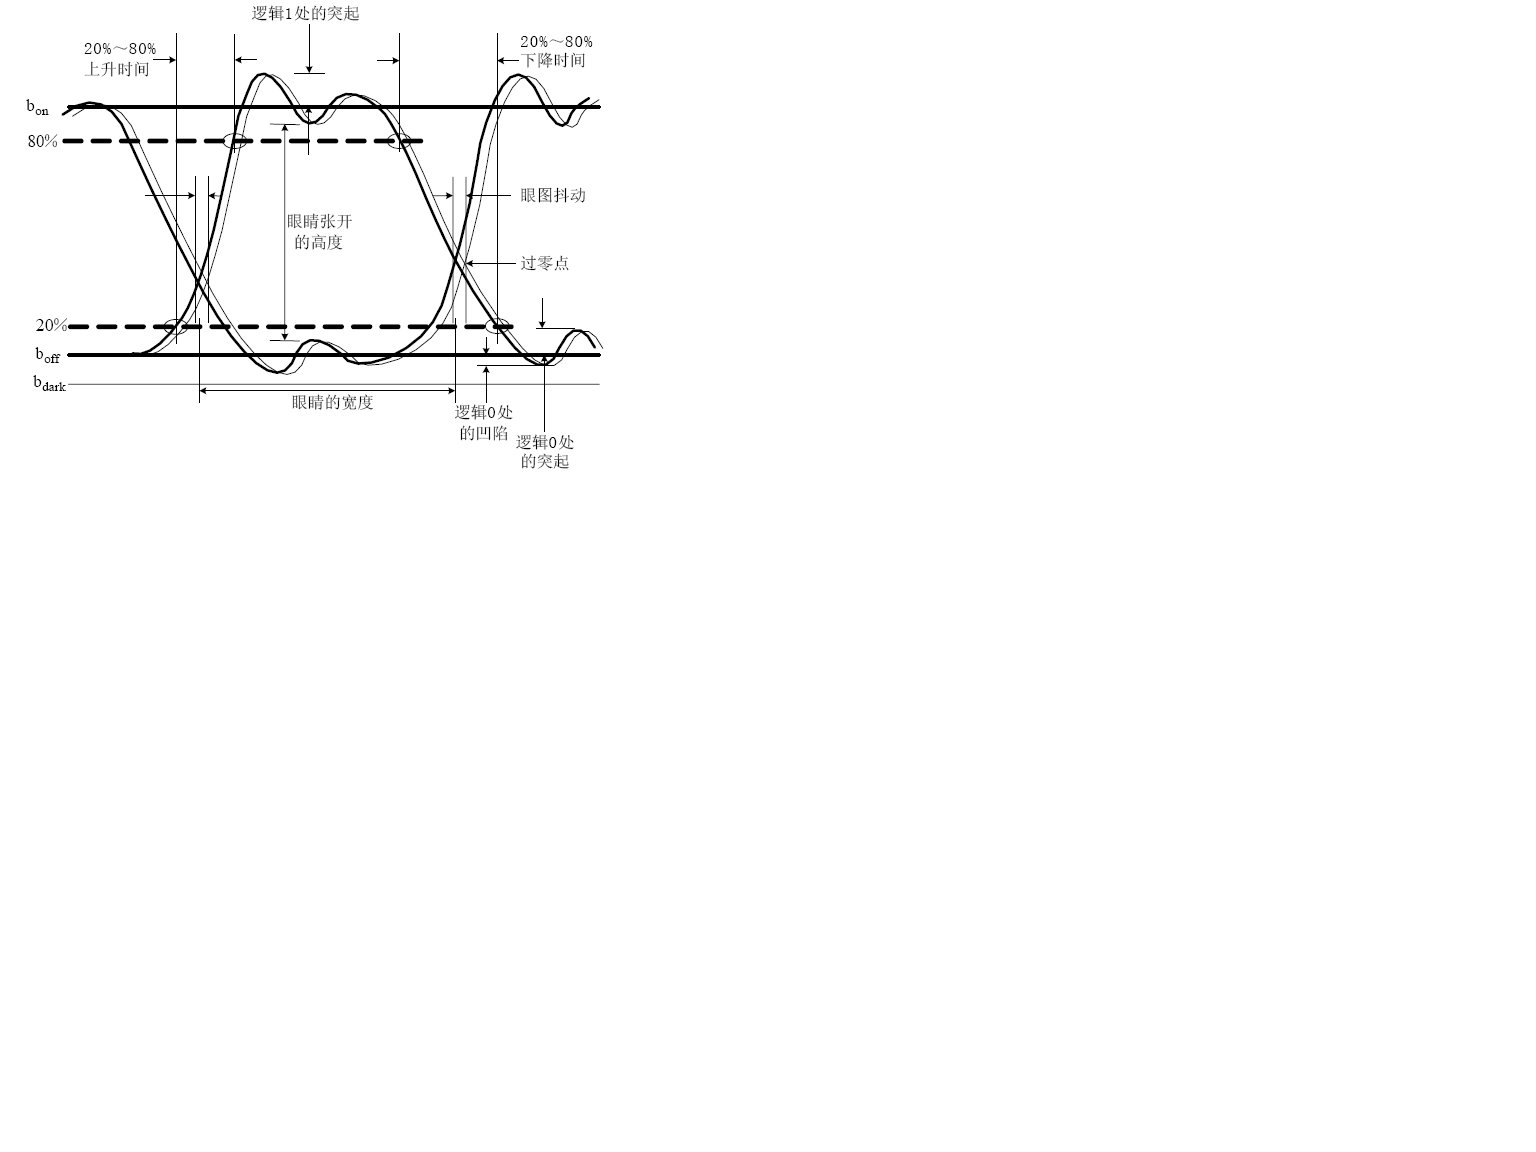 逻辑1处的突起
20%～80%
上升时间
20%～80%
下降时间
bon
80%
眼图抖动
眼睛张开
的高度
过零点
20%
boff
bdark
眼睛的宽度
逻辑0处
的凹陷
逻辑0处
的突起